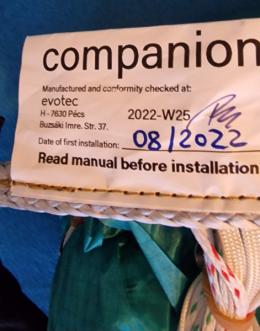 companion
Manufactured and conformity checked at:
evotec
H - 7630 Pécs 2022-W25
Buzsáki Imre. Str. 37.
Date of first installation: 08/2022
Read manual before installation